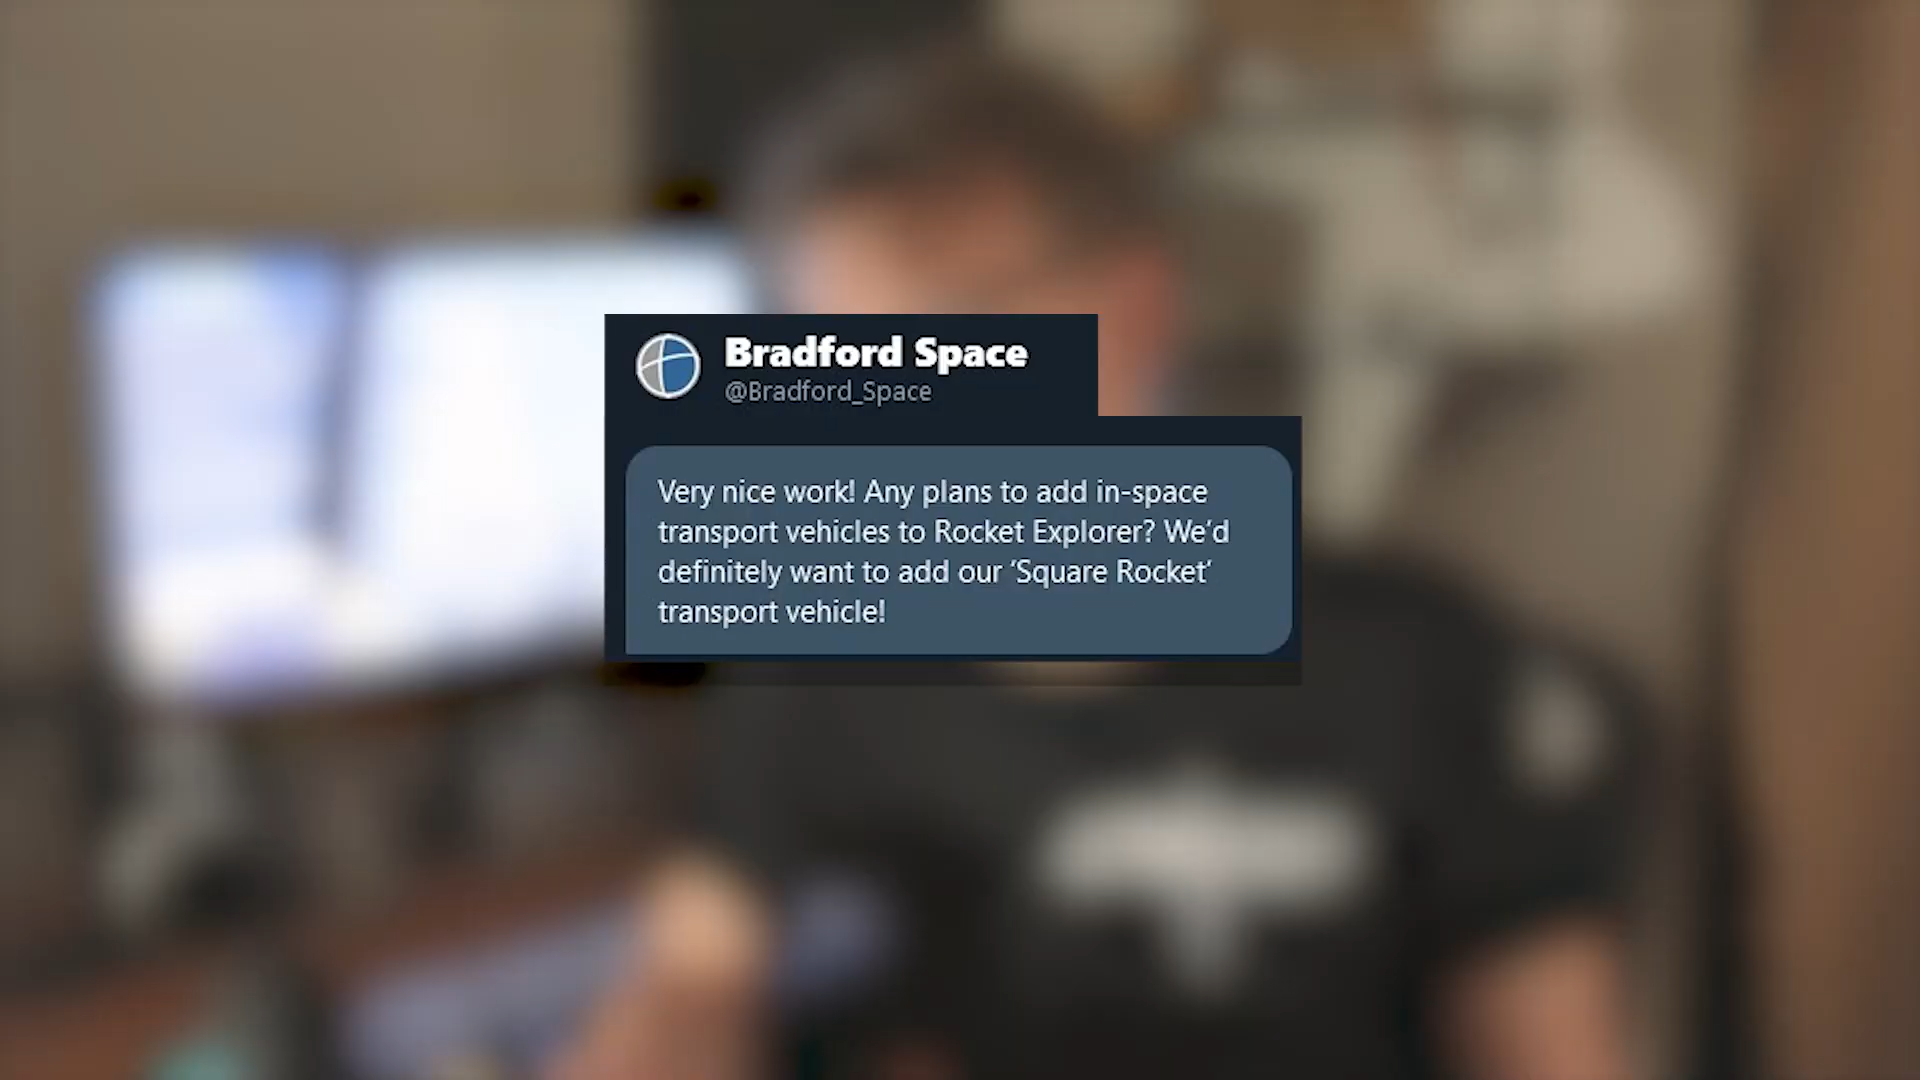 Bradford Space
@Bradford_Space
Very nice work! Any plans to add in-space
transport vehicles to Rocket Explorer? We’d
definitely want to add our ‘Square Rocket’
transport vehicle!